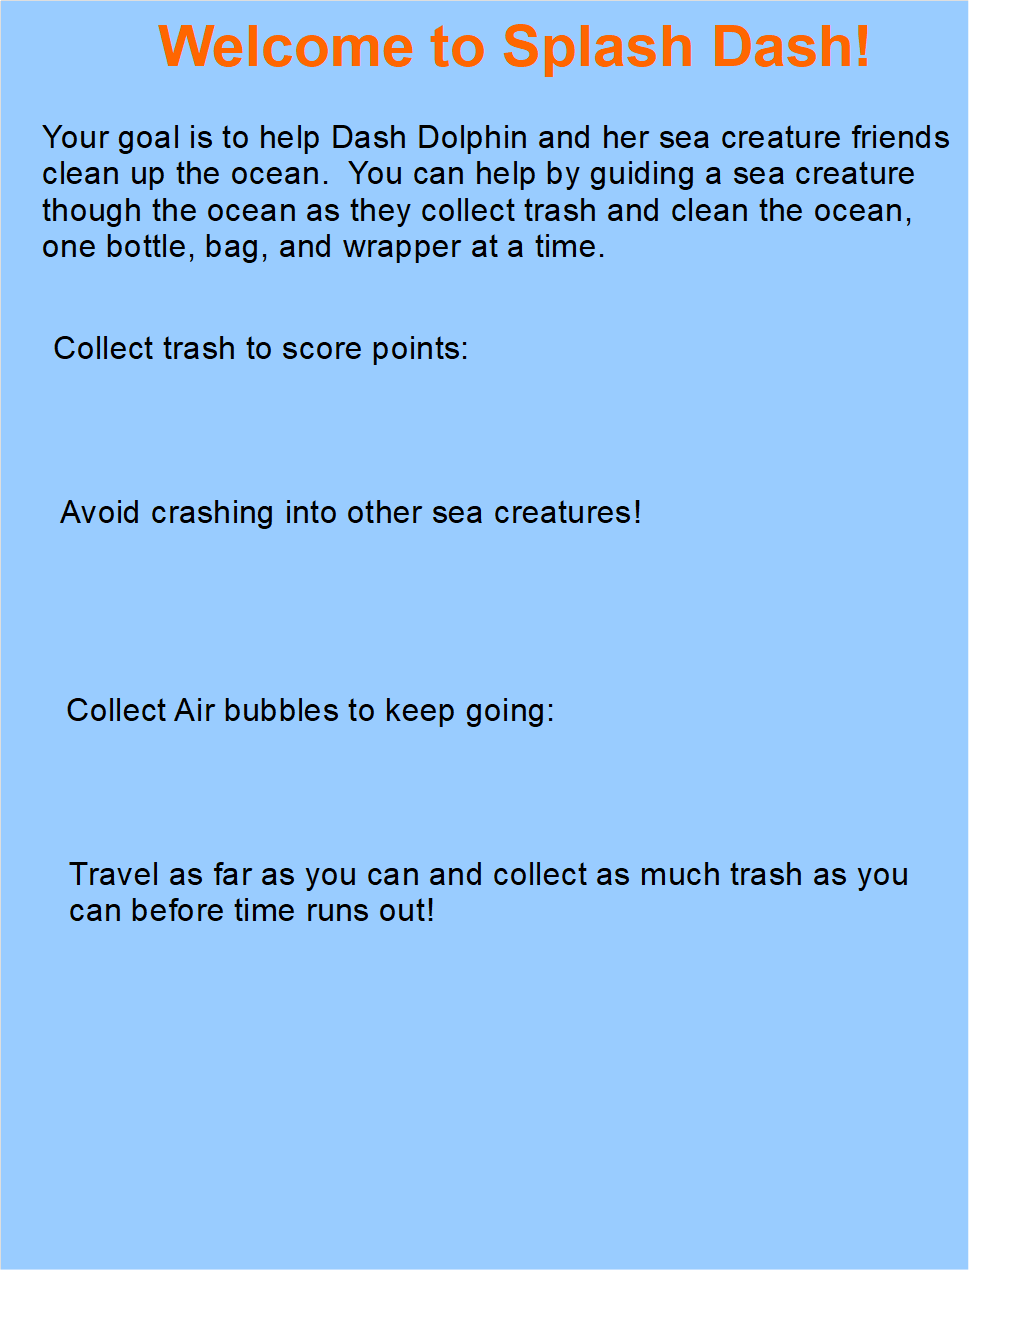 Welcome to Splash Dash!
Your goal is to help Dash Dolphin and her sea creature friends
clean up the ocean.  You can help by guiding a sea creature
though the ocean as they collect trash and clean the ocean,
one bottle, bag, and wrapper at a time.
Collect trash to score points:
Avoid crashing into other sea creatures!
Collect Air bubbles to keep going:
Travel as far as you can and collect as much trash as you
can before time runs out!